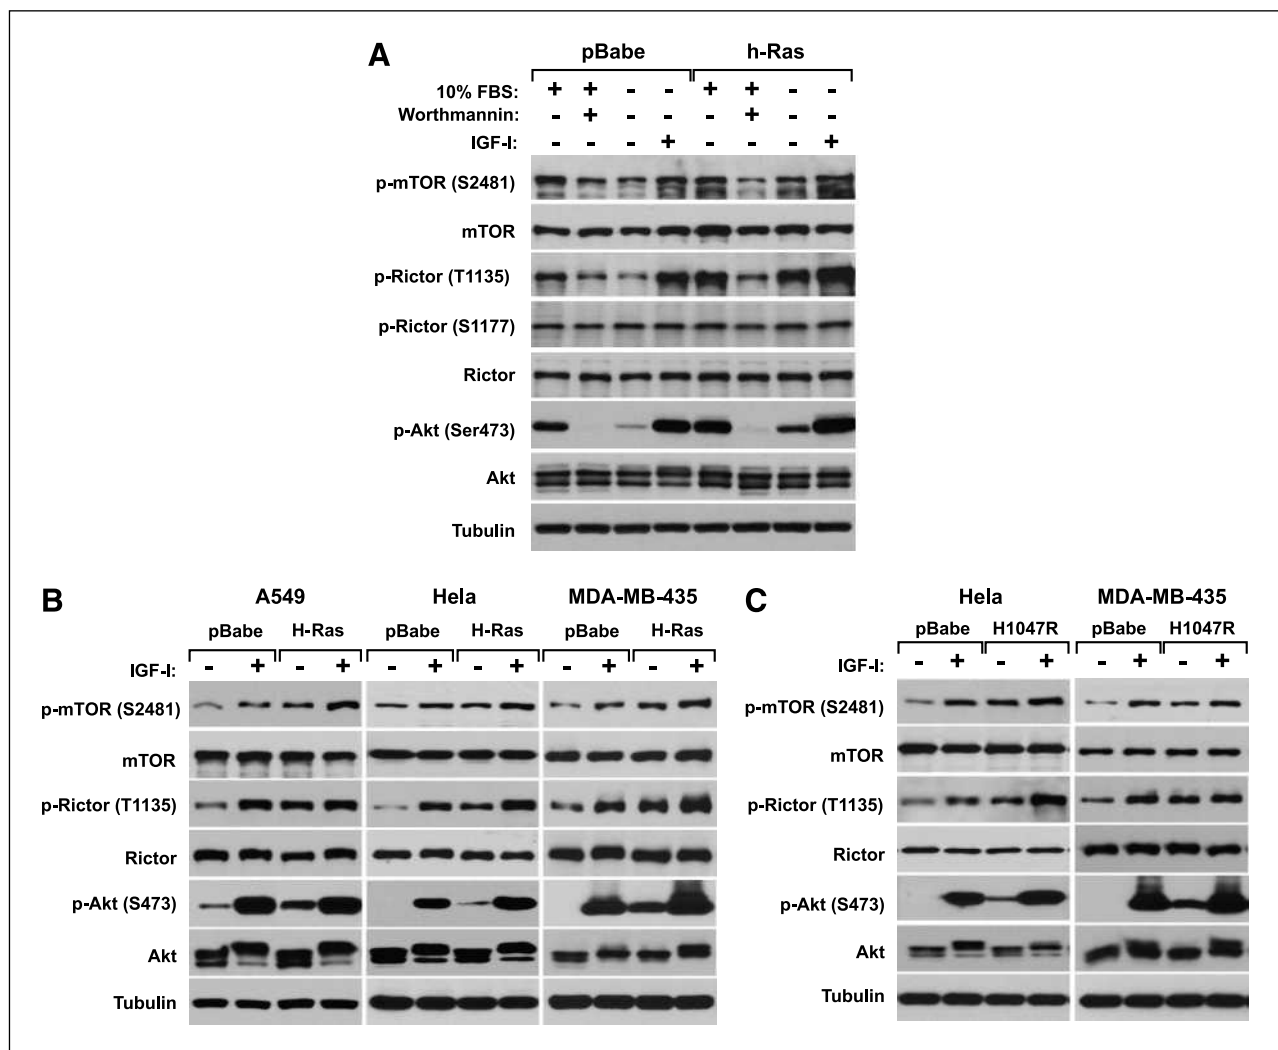 A
pBabe h-Ras
10% FBS: + + - - + + - -
Worthmannin: - + - - - + - -
IGF-I: - - - + - - - +
p-mTOR (S2481)
mTOR
p-Rictor (T1135)
p-Rictor (S1177)
Rictor
p-Akt (Ser473)
Akt
Tubulin
B
A549 Hela MDA-MB-435
pBabe H-Ras pBabe H-Ras pBabe H-Ras
IGF-I: - + - + - + - + - + - +
p-mTOR (S2481)
mTOR
p-Rictor (T1135)
Rictor
p-Akt (S473)
Akt
Tubulin
C
Hela MDA-MB-435
pBabe H1047R pBabe H1047R
IGF-I: - + - + - + - +
p-mTOR (S2481)
mTOR
p-Rictor (T1135)
Rictor
p-Akt (S473)
Akt
Tubulin